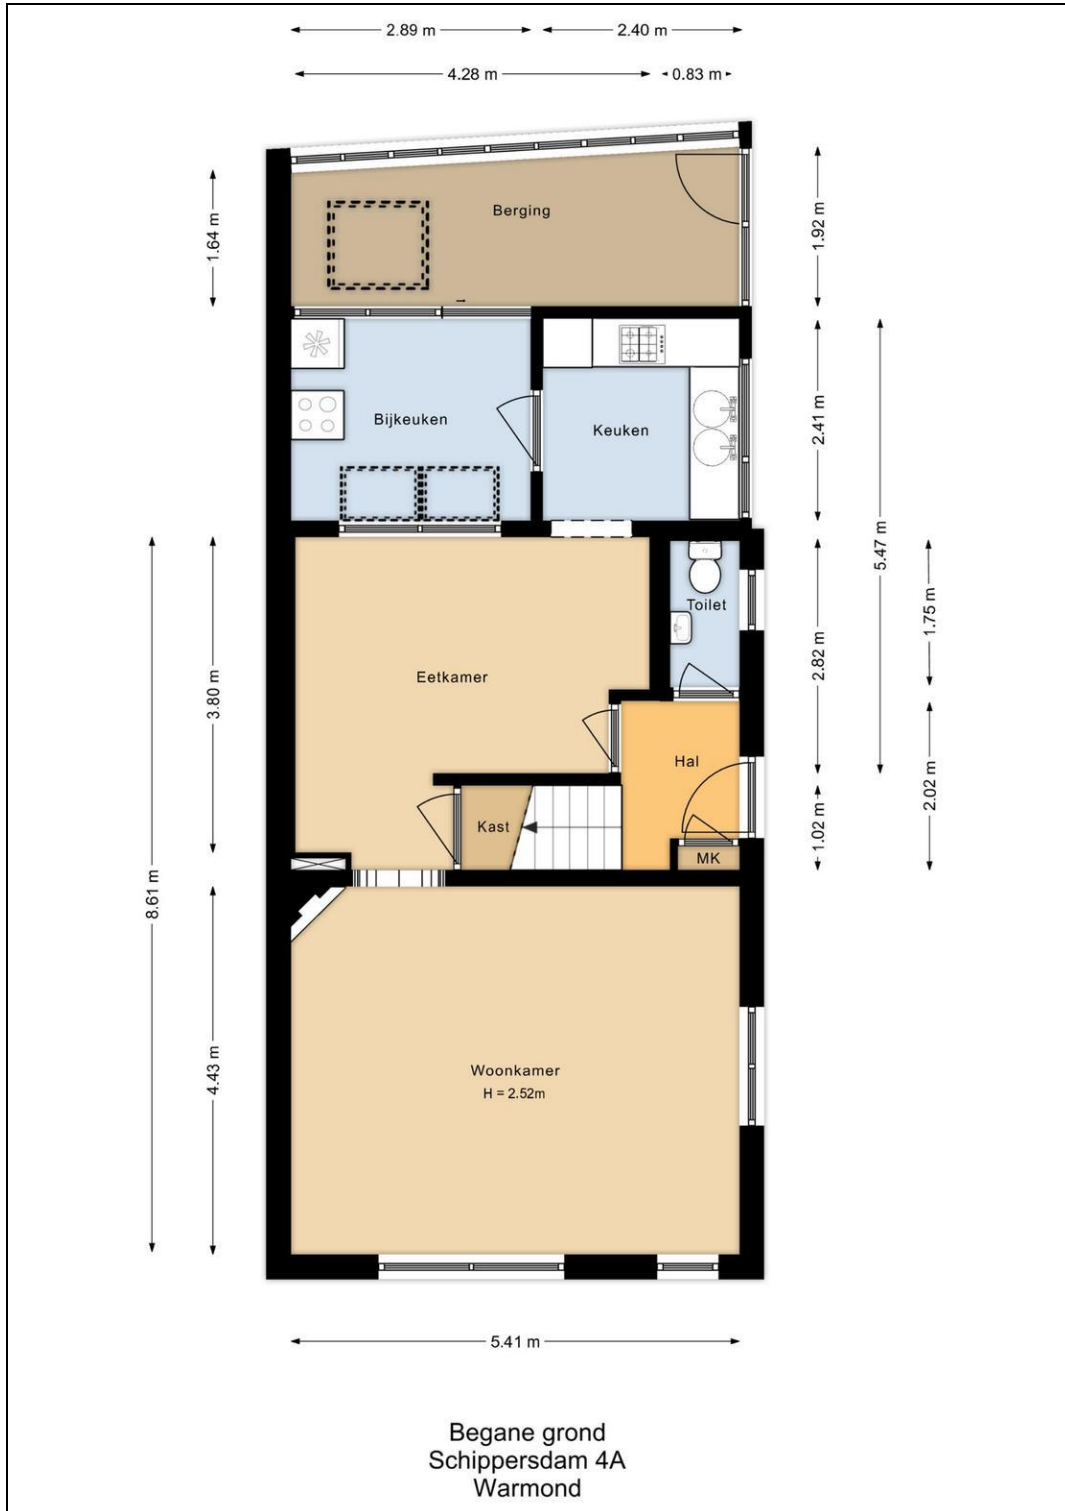 2.89 m
2.40 m
4.28 m
0.83 m
Berging
1.64 m
1.92 m
Bijkeuken
Keuken
2.41 m
5.47 m
Toilet
1.75 m
2.82 m
Eetkamer
3.80 m
Hal
2.02 m
Kast
1.02 m
MK
8.61 m
4.43 m
Woonkamer
H = 2.52m
5.41 m
Begane grond
Schippersdam 4A
Warmond